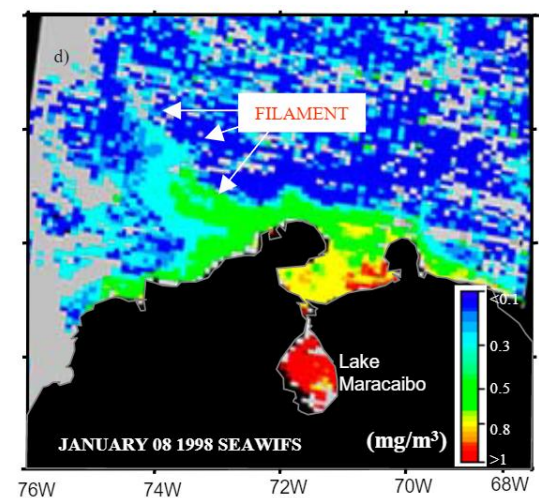 d)
FILAMENT
<0.1
0.3
0.5
0.8
>1
Lake
Maracaibo
JANUARY 08 1998 SEAWIFS
(mg/m³)
76W 74W 72W 70W 68W